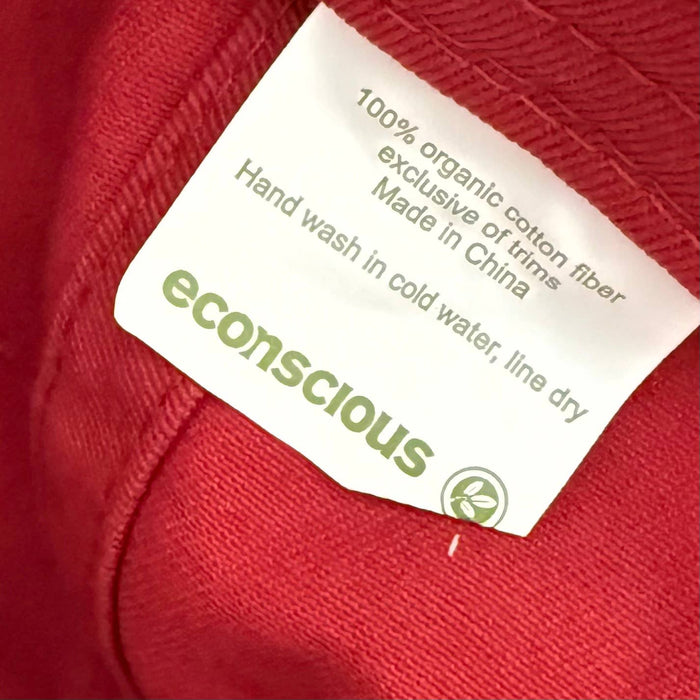 100% organic cotton fiber
exclusive of trims
Made in China
Hand wash in cold water, line dry
econscious